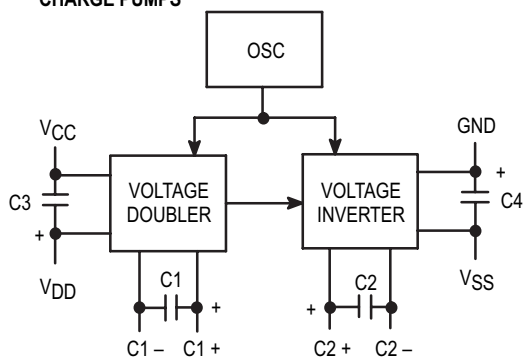 CHARGE PUMPS
OSC
VCC
GND
C3
+
VOLTAGE
DOUBLER
VOLTAGE
INVERTER
+
C4
VDD
VSS
C1
+
C2
+
C1 –
C1 +
C2 +
C2 –